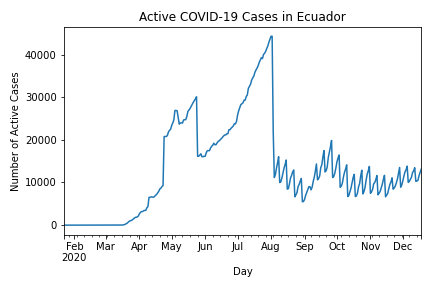 Active COVID-19 Cases in Ecuador
Number of Active Cases
40000
30000
20000
10000
0
Feb Mar Apr May Jun Jul Aug Sep Oct Nov Dec
2020
Day